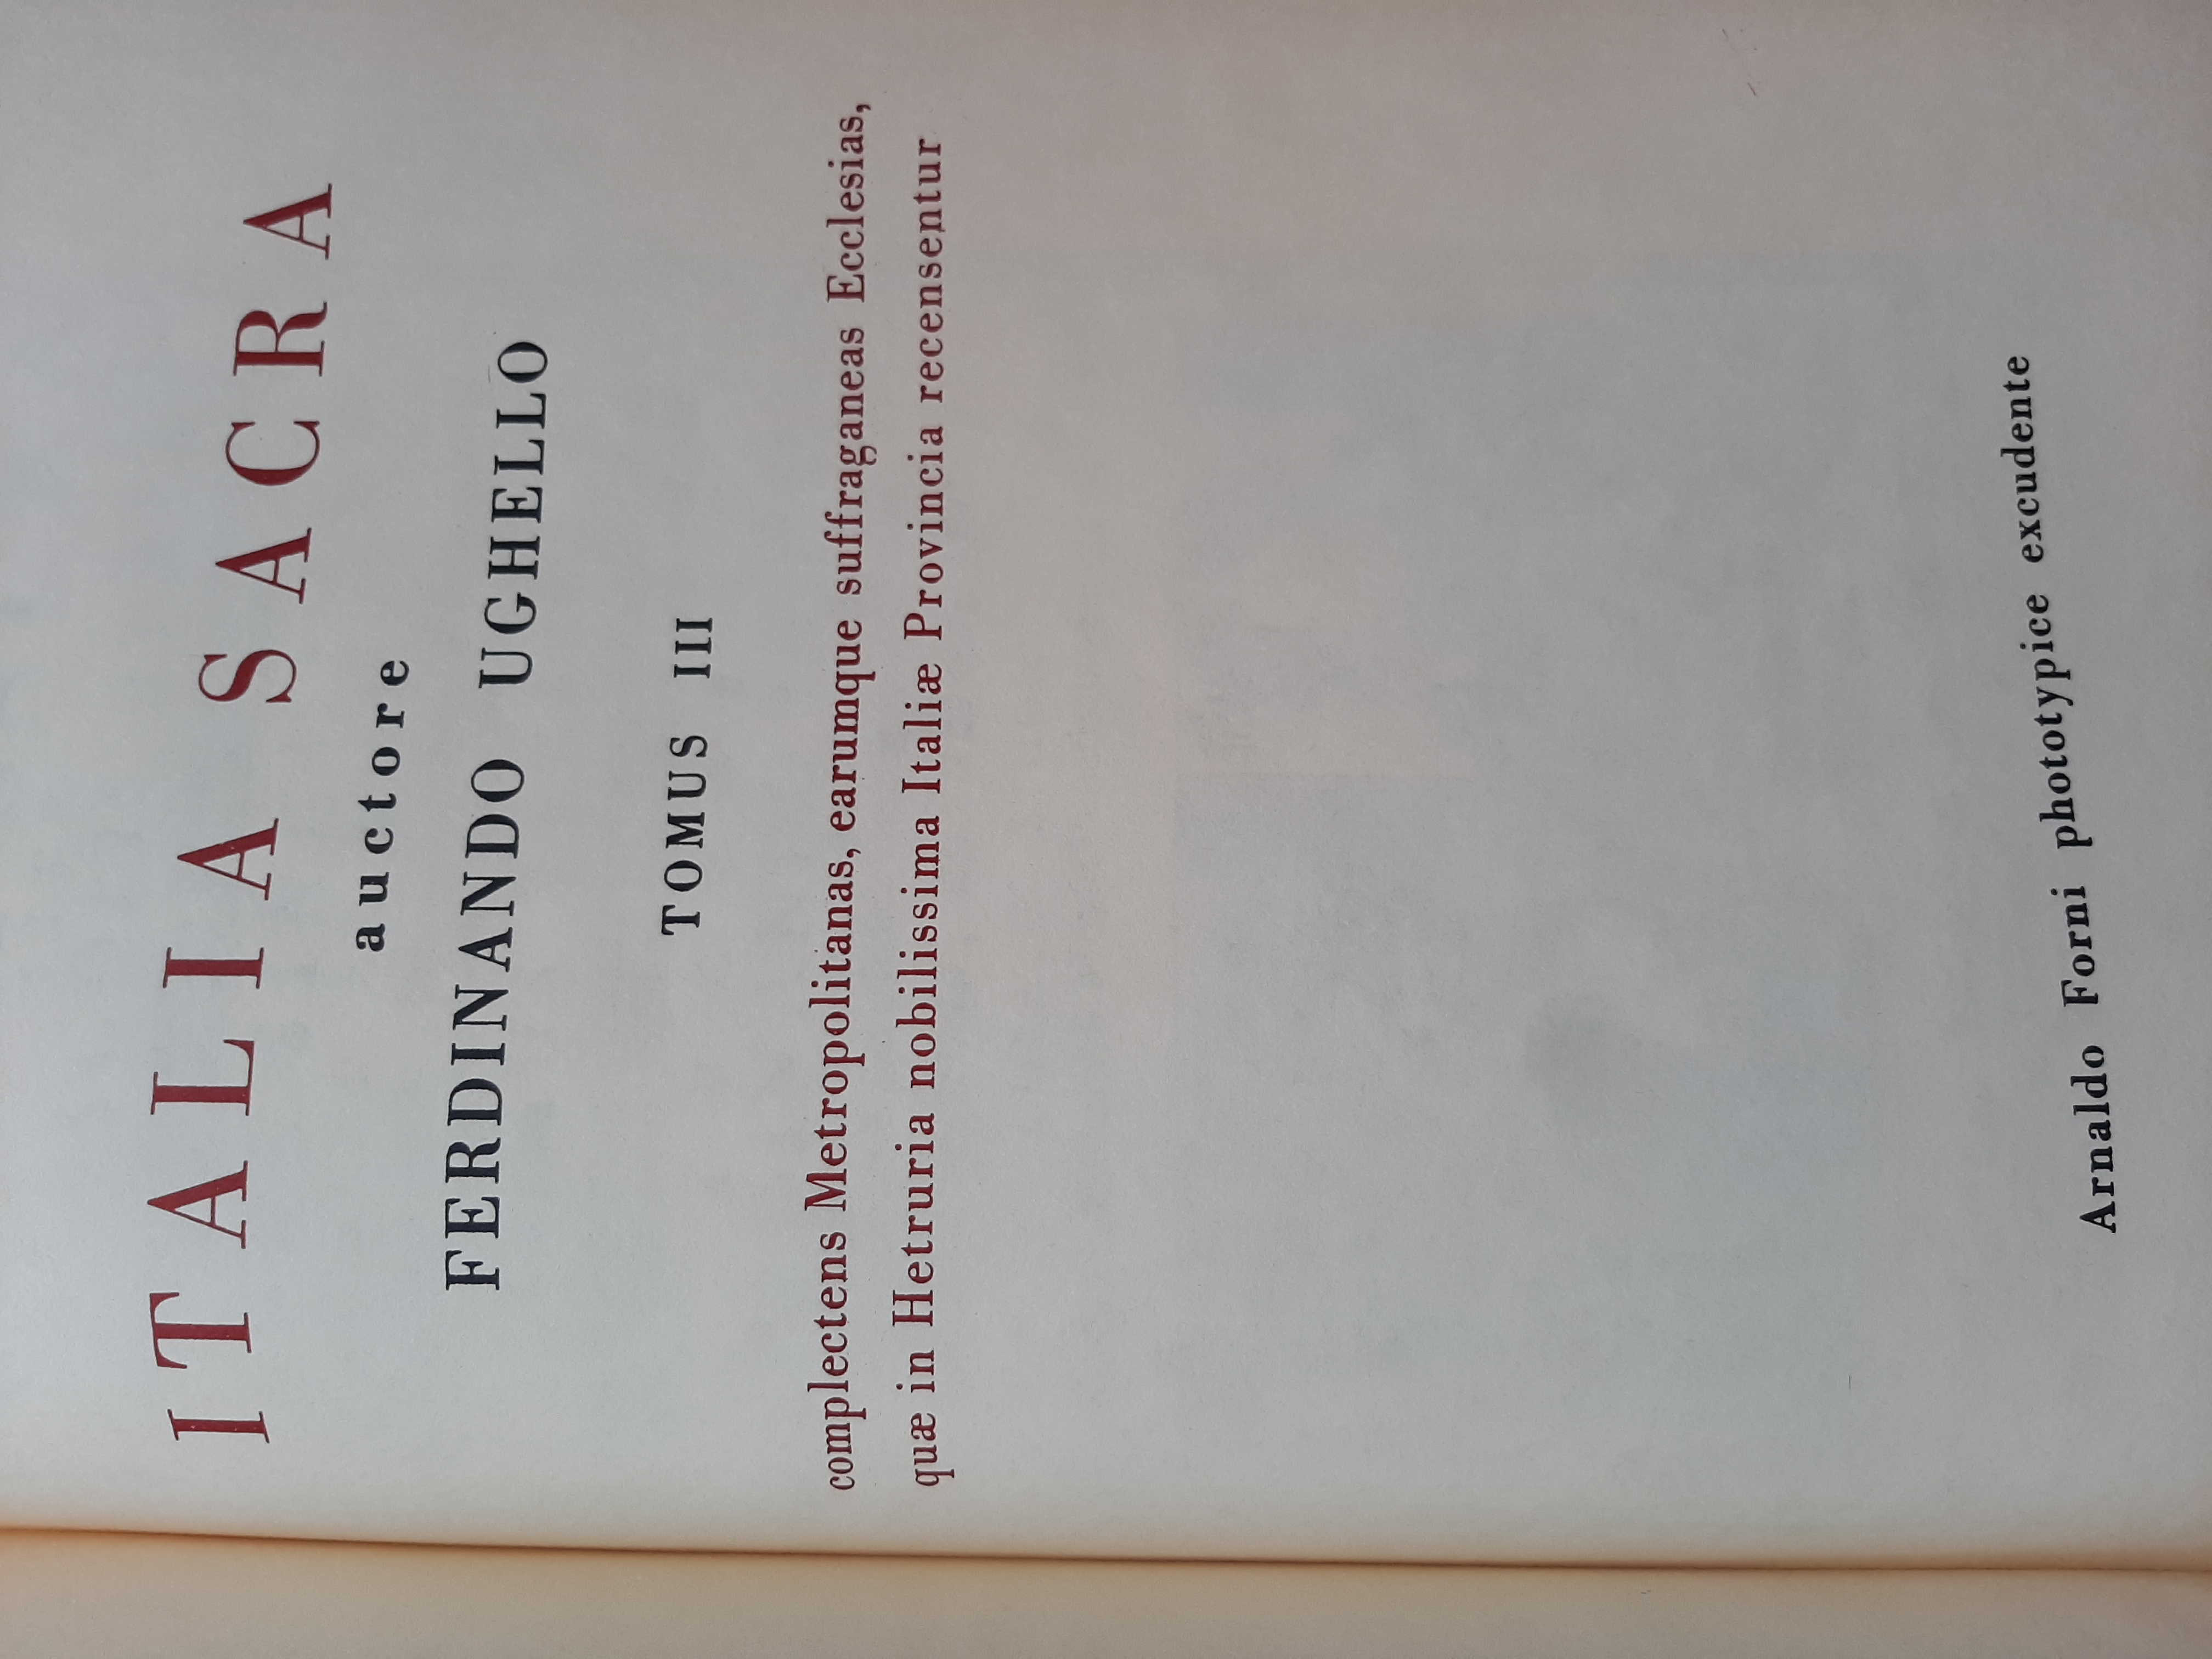 ITALIA SACRA
auctore
FERDINANDO UGHELLO
TOMUS III
complectens Metropolitanas, earumque suffraganeas Ecclesias,
quæ in Hetruria nobilissima Italiæ Provincia recensentur
Arnaldo Forni phototypice excudente